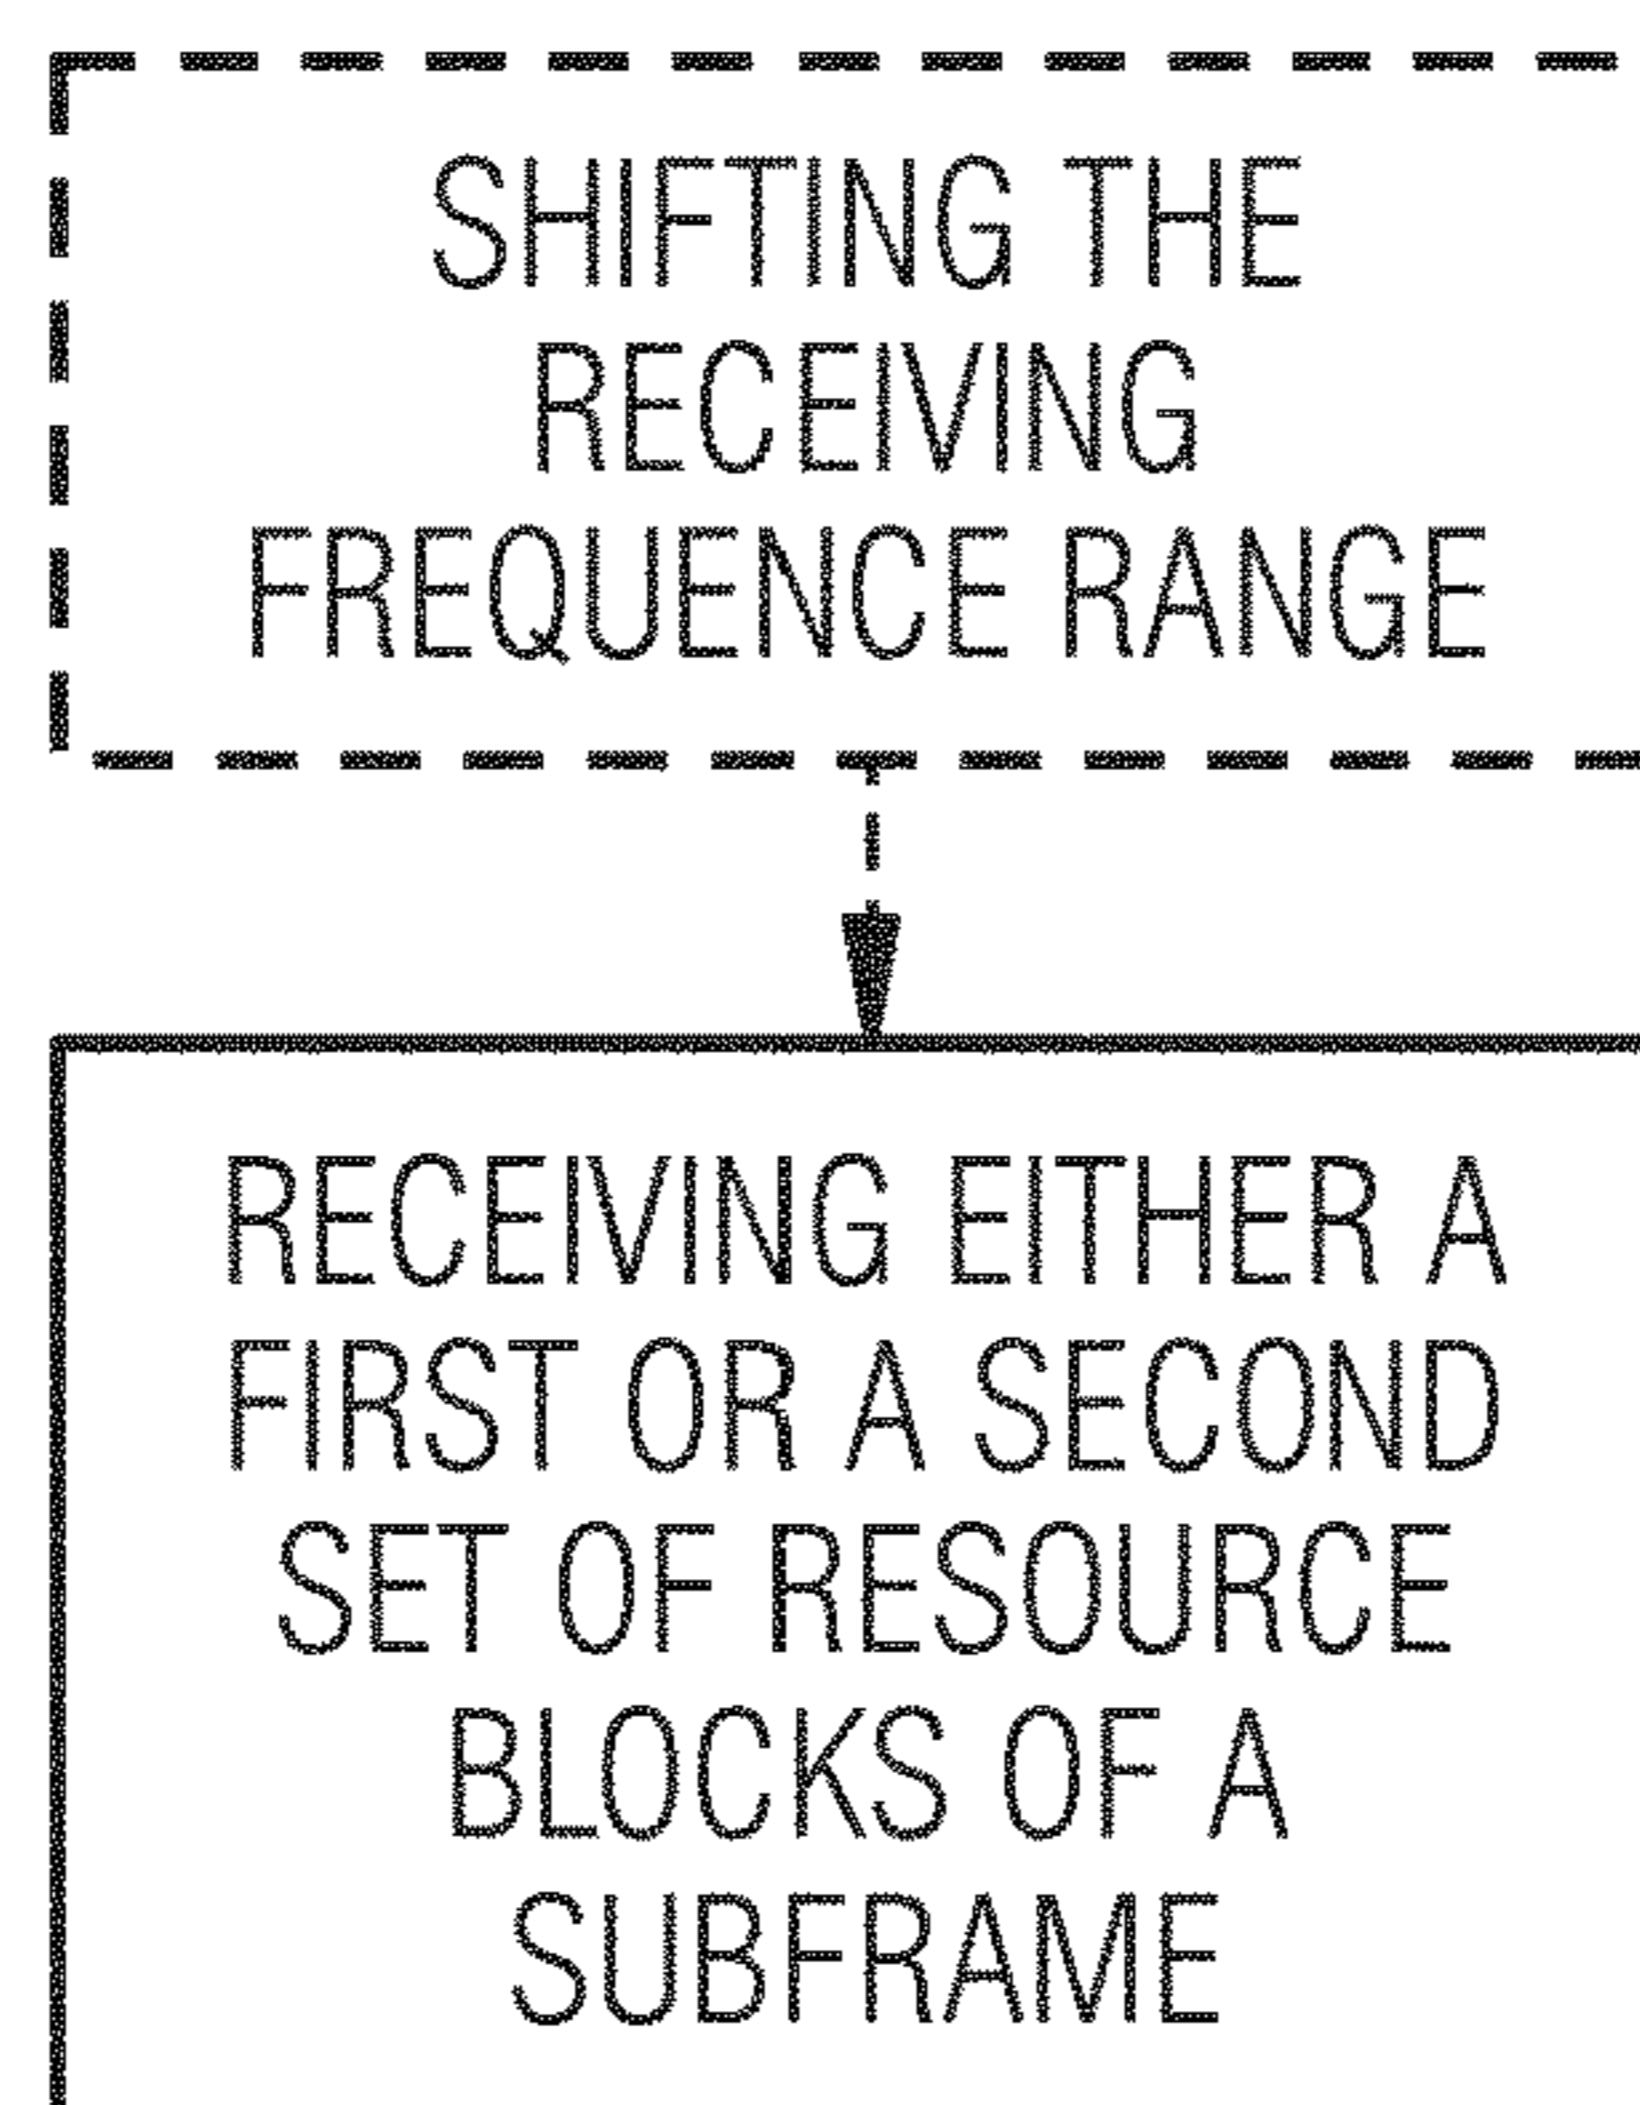 SHIFTING THE
RECEIVING
FREQUENCE RANGE
RECEIVING EITHER A
FIRST OR A SECOND
SET OF RESOURCE
BLOCKS OF A
SUBFRAME